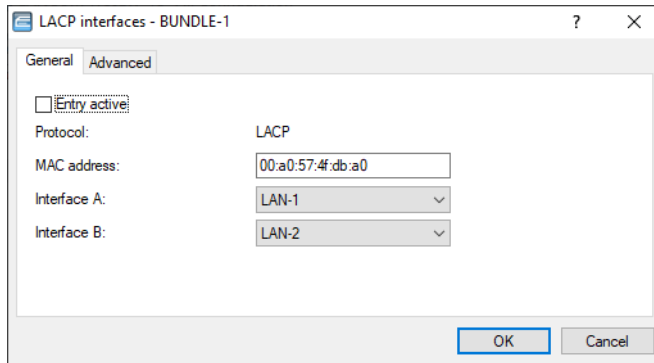 LACP interfaces - BUNDLE-1
General Advanced
Entry active
Protocol: LACP
MAC address: 00:a0:57:4f:db:a0
Interface A: LAN-1
Interface B: LAN-2
OK Cancel